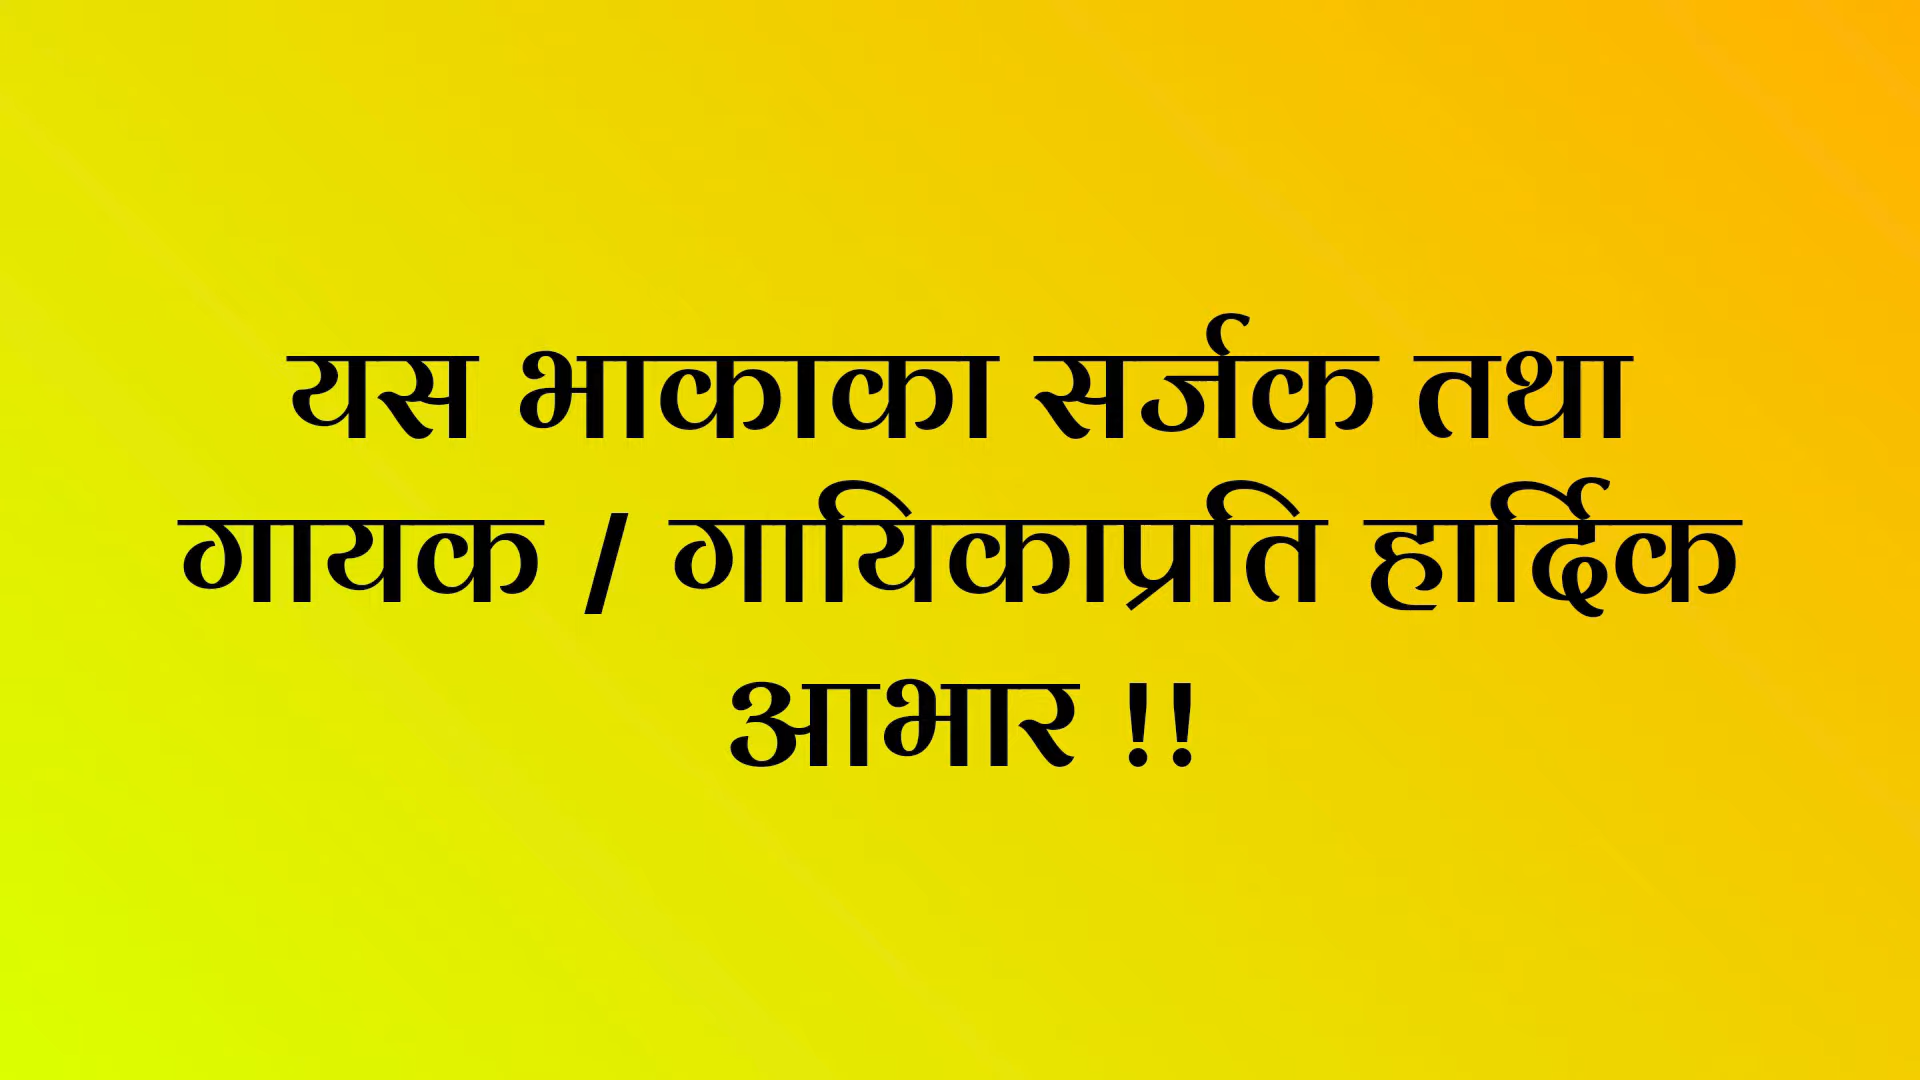 यस भाकाका सर्जक तथा
गायक / गायिकाप्रति हार्दिक
आभार !!